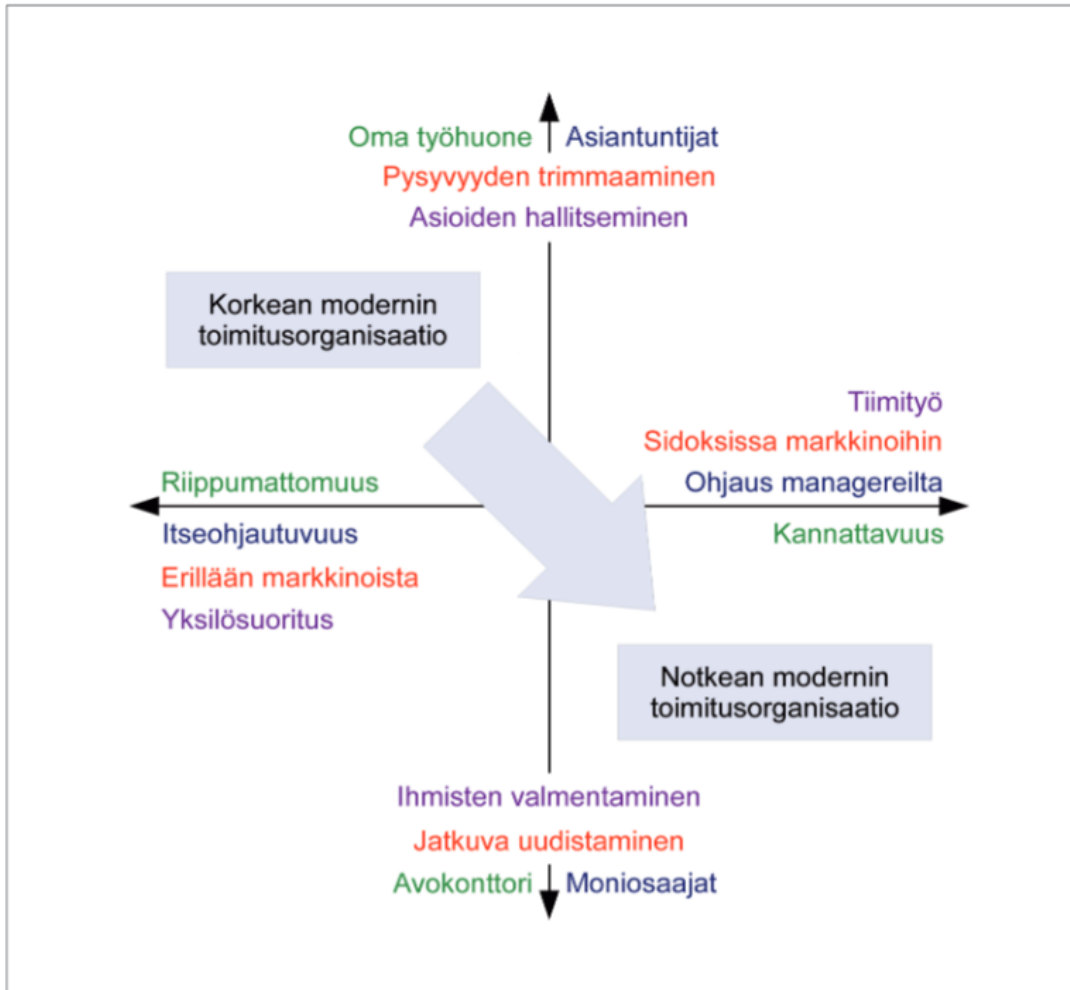 Oma työhuone Asiantuntijat
Pysyvyyden trimmaaminen
Asioiden hallitseminen
Korkean modernin
toimitusorganisaatio
Tiimityö
Sidoksissa markkinoihin
Riippumattomuus
Ohjaus managereilta
Itseohjautuvuus
Kannattavuus
Erillään markkinoista
Yksilösuoritus
Notkean modernin
toimitusorganisaatio
Ihmisten valmentaminen
Jatkuva uudistaminen
Avokonttori Moniosaajat